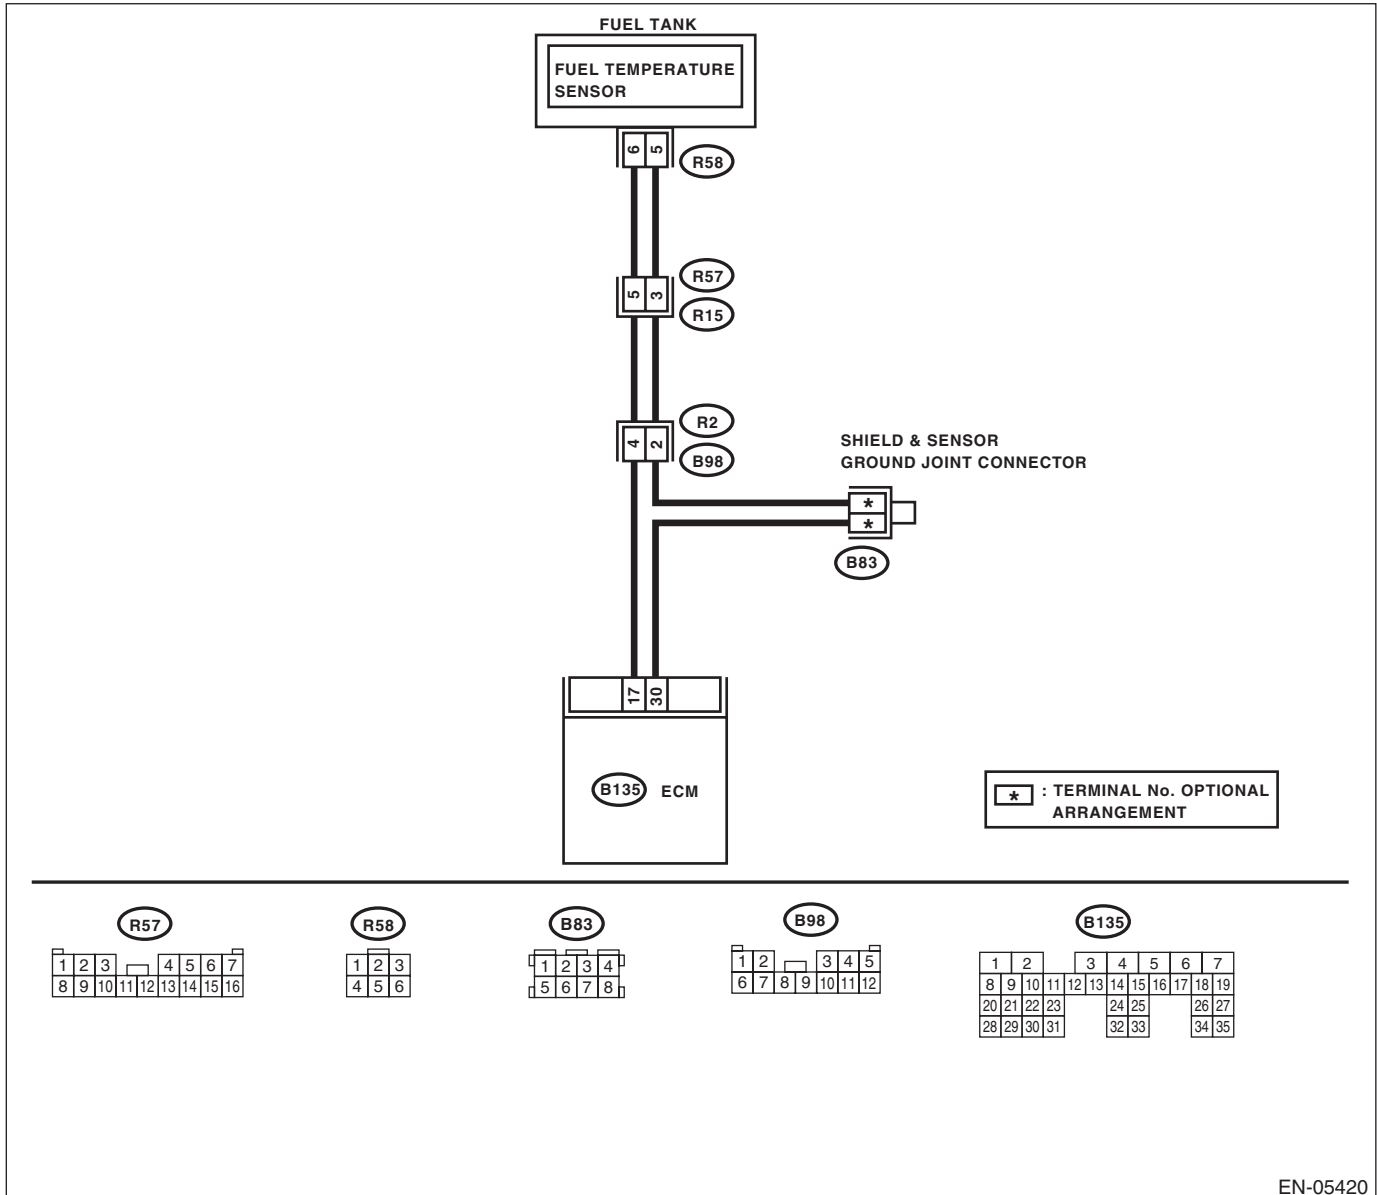 FUEL TANK
FUEL TEMPERATURE
SENSOR
6 5
R58
5 3
R57
R15
4 2
R2
B98
SHIELD & SENSOR
GROUND JOINT CONNECTOR
*
*
B83
17 30
B135 ECM
* : TERMINAL No. OPTIONAL
ARRANGEMENT
R57
1 2 3 4 5 6 7
8 9 10 11 12 13 14 15 16
R58
1 2 3
4 5 6
B83
1 2 3 4
5 6 7 8
B98
1 2 3 4 5
6 7 8 9 10 11 12
B135
1 2 3 4 5 6 7
8 9 10 11 12 13 14 15 16 17 18 19
20 21 22 23 24 25 26 27
28 29 30 31 32 33 34 35
EN-05420